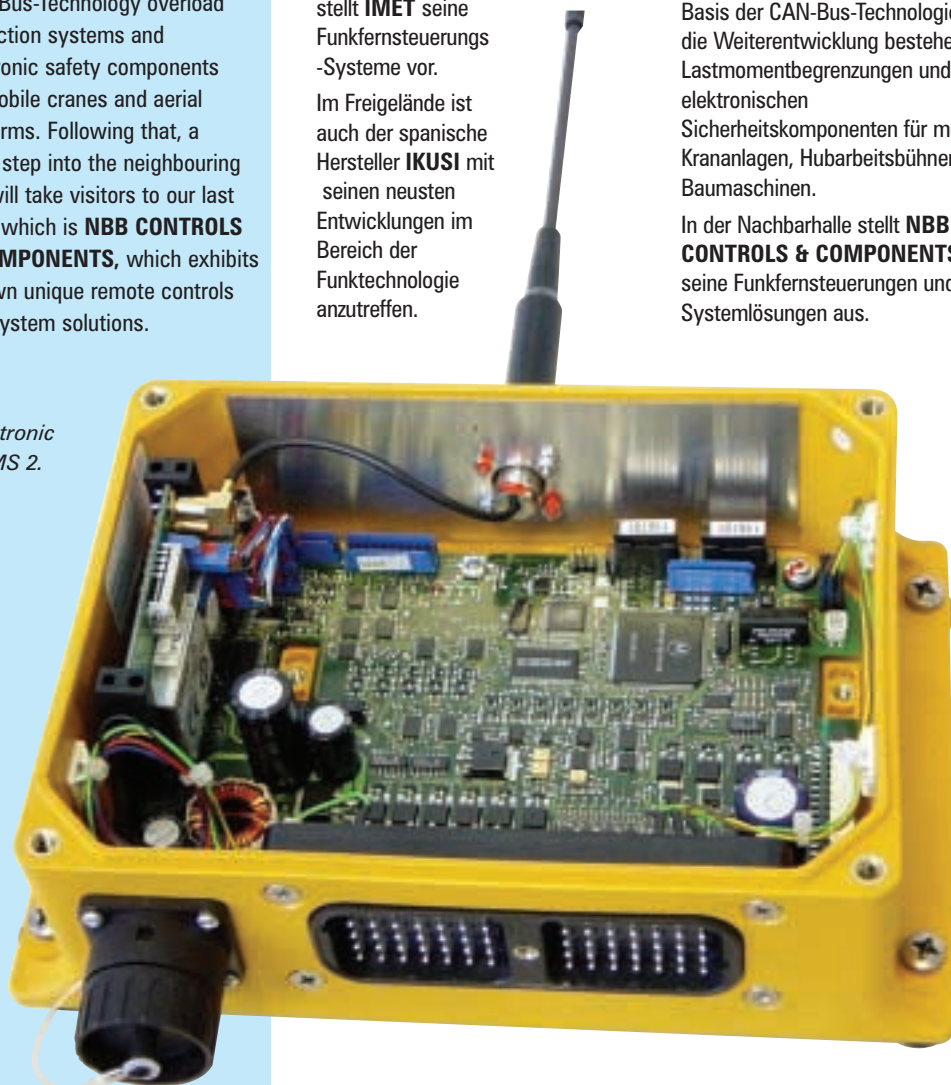 Bus-Technology overload
ction systems and
ronic safety components
obile cranes and aerial
rms. Following that, a
step into the neighbouring
vill take visitors to our last
which is NBB CONTROLS
MPONENTS, which exhibits
wn unique remote controls
ystem solutions.
tronic
MS 2.
stellt IMET seine
Funkfernsteuerungs
-Systeme vor.
Im Freigelände ist
auch der spanische
Hersteller IKUSI mit
seinen neusten
Entwicklungen im
Bereich der
Funktechnologie
anzutreffen.
Basis der CAN-Bus-Technologie
die Weiterentwicklung bestehe
Lastmomentbegrenzungen und
elektronischen
Sicherheitskomponenten für m
Krananlagen, Hubarbeitsbühnen
Baumaschinen.
In der Nachbarhalle stellt NBB
CONTROLS & COMPONENTS
seine Funkfernsteuerungen und
Systemlösungen aus.